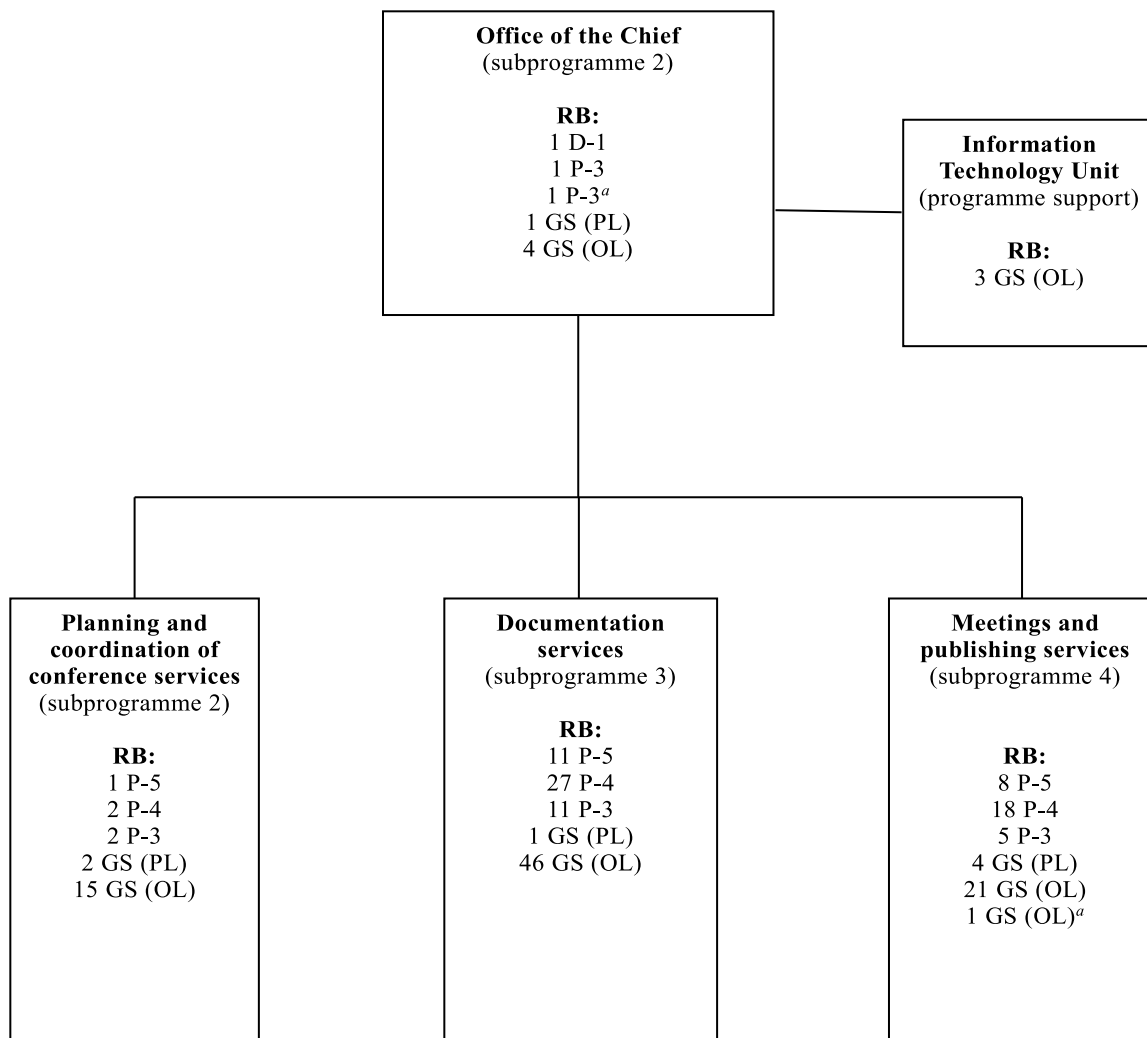 Office of the Chief
(subprogramme 2)
RB:
1 D-1
1 P-3
1 P-3ᵃ
1 GS (PL)
4 GS (OL)
Information
Technology Unit
(programme support)
RB:
3 GS (OL)
Planning and
coordination of
conference services
(subprogramme 2)
RB:
1 P-5
2 P-4
2 P-3
2 GS (PL)
15 GS (OL)
Documentation
services
(subprogramme 3)
RB:
11 P-5
27 P-4
11 P-3
1 GS (PL)
46 GS (OL)
Meetings and
publishing services
(subprogramme 4)
RB:
8 P-5
18 P-4
5 P-3
4 GS (PL)
21 GS (OL)
1 GS (OL)ᵃ